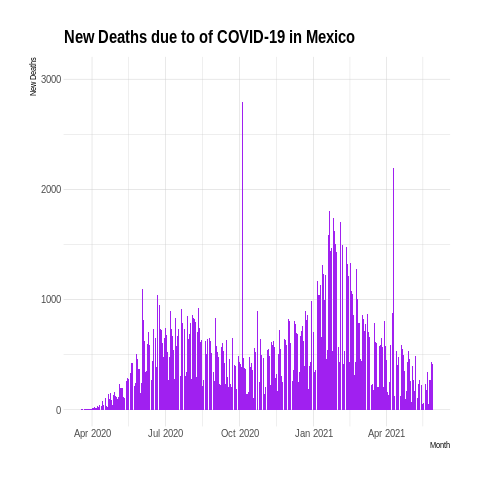 New Deaths due to of COVID-19 in Mexico
New Deaths
3000
2000
1000
0
Apr 2020 Jul 2020 Oct 2020 Jan 2021 Apr 2021
Month